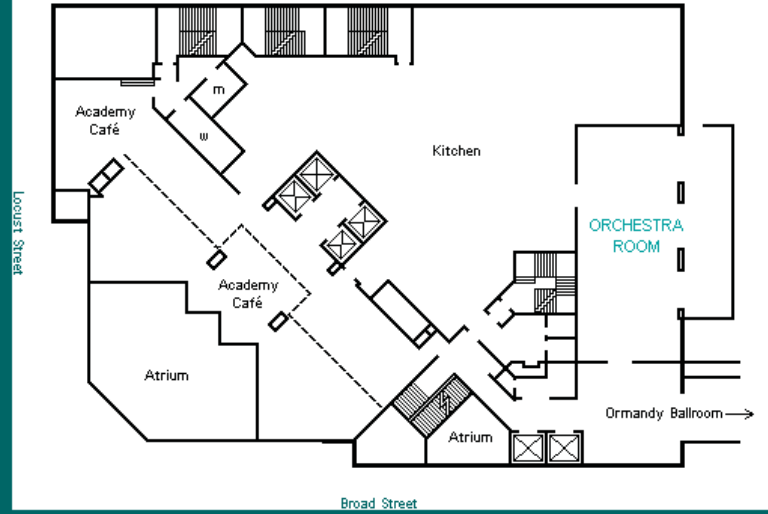 m
Academy
Café
w
Kitchen
Locust Street
ORCHESTRA
ROOM
Academy
Café
Atrium
Ormandy Ballroom
Atrium
Broad Street